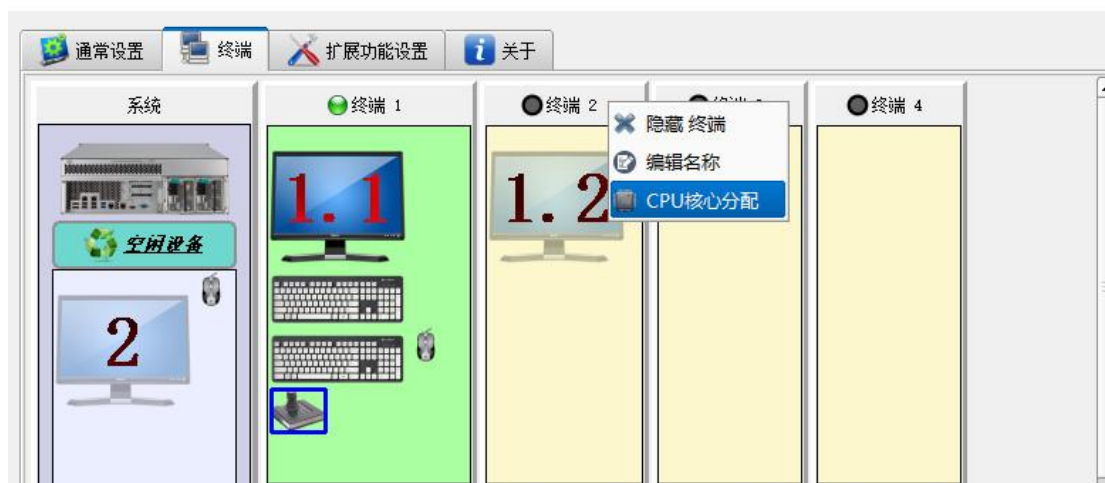 通常设置 终端 扩展功能设置 关于
系统 终端 1 终端 2 终端 4
隐藏 终端
编辑名称
CPU核心分配
1.1 1.2
空闲设备
2